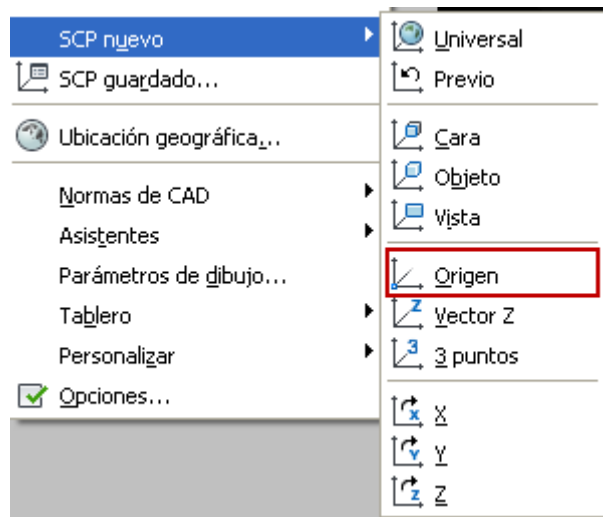 SCP nuevo
SCP guardado...
Ubicación geográfica...
Normas de CAD
Asistentes
Parámetros de dibujo...
Tablero
Personalizar
Opciones...
Universal
Previo
Cara
Objeto
Vista
Origen
Vector Z
3 puntos
X
Y
Z